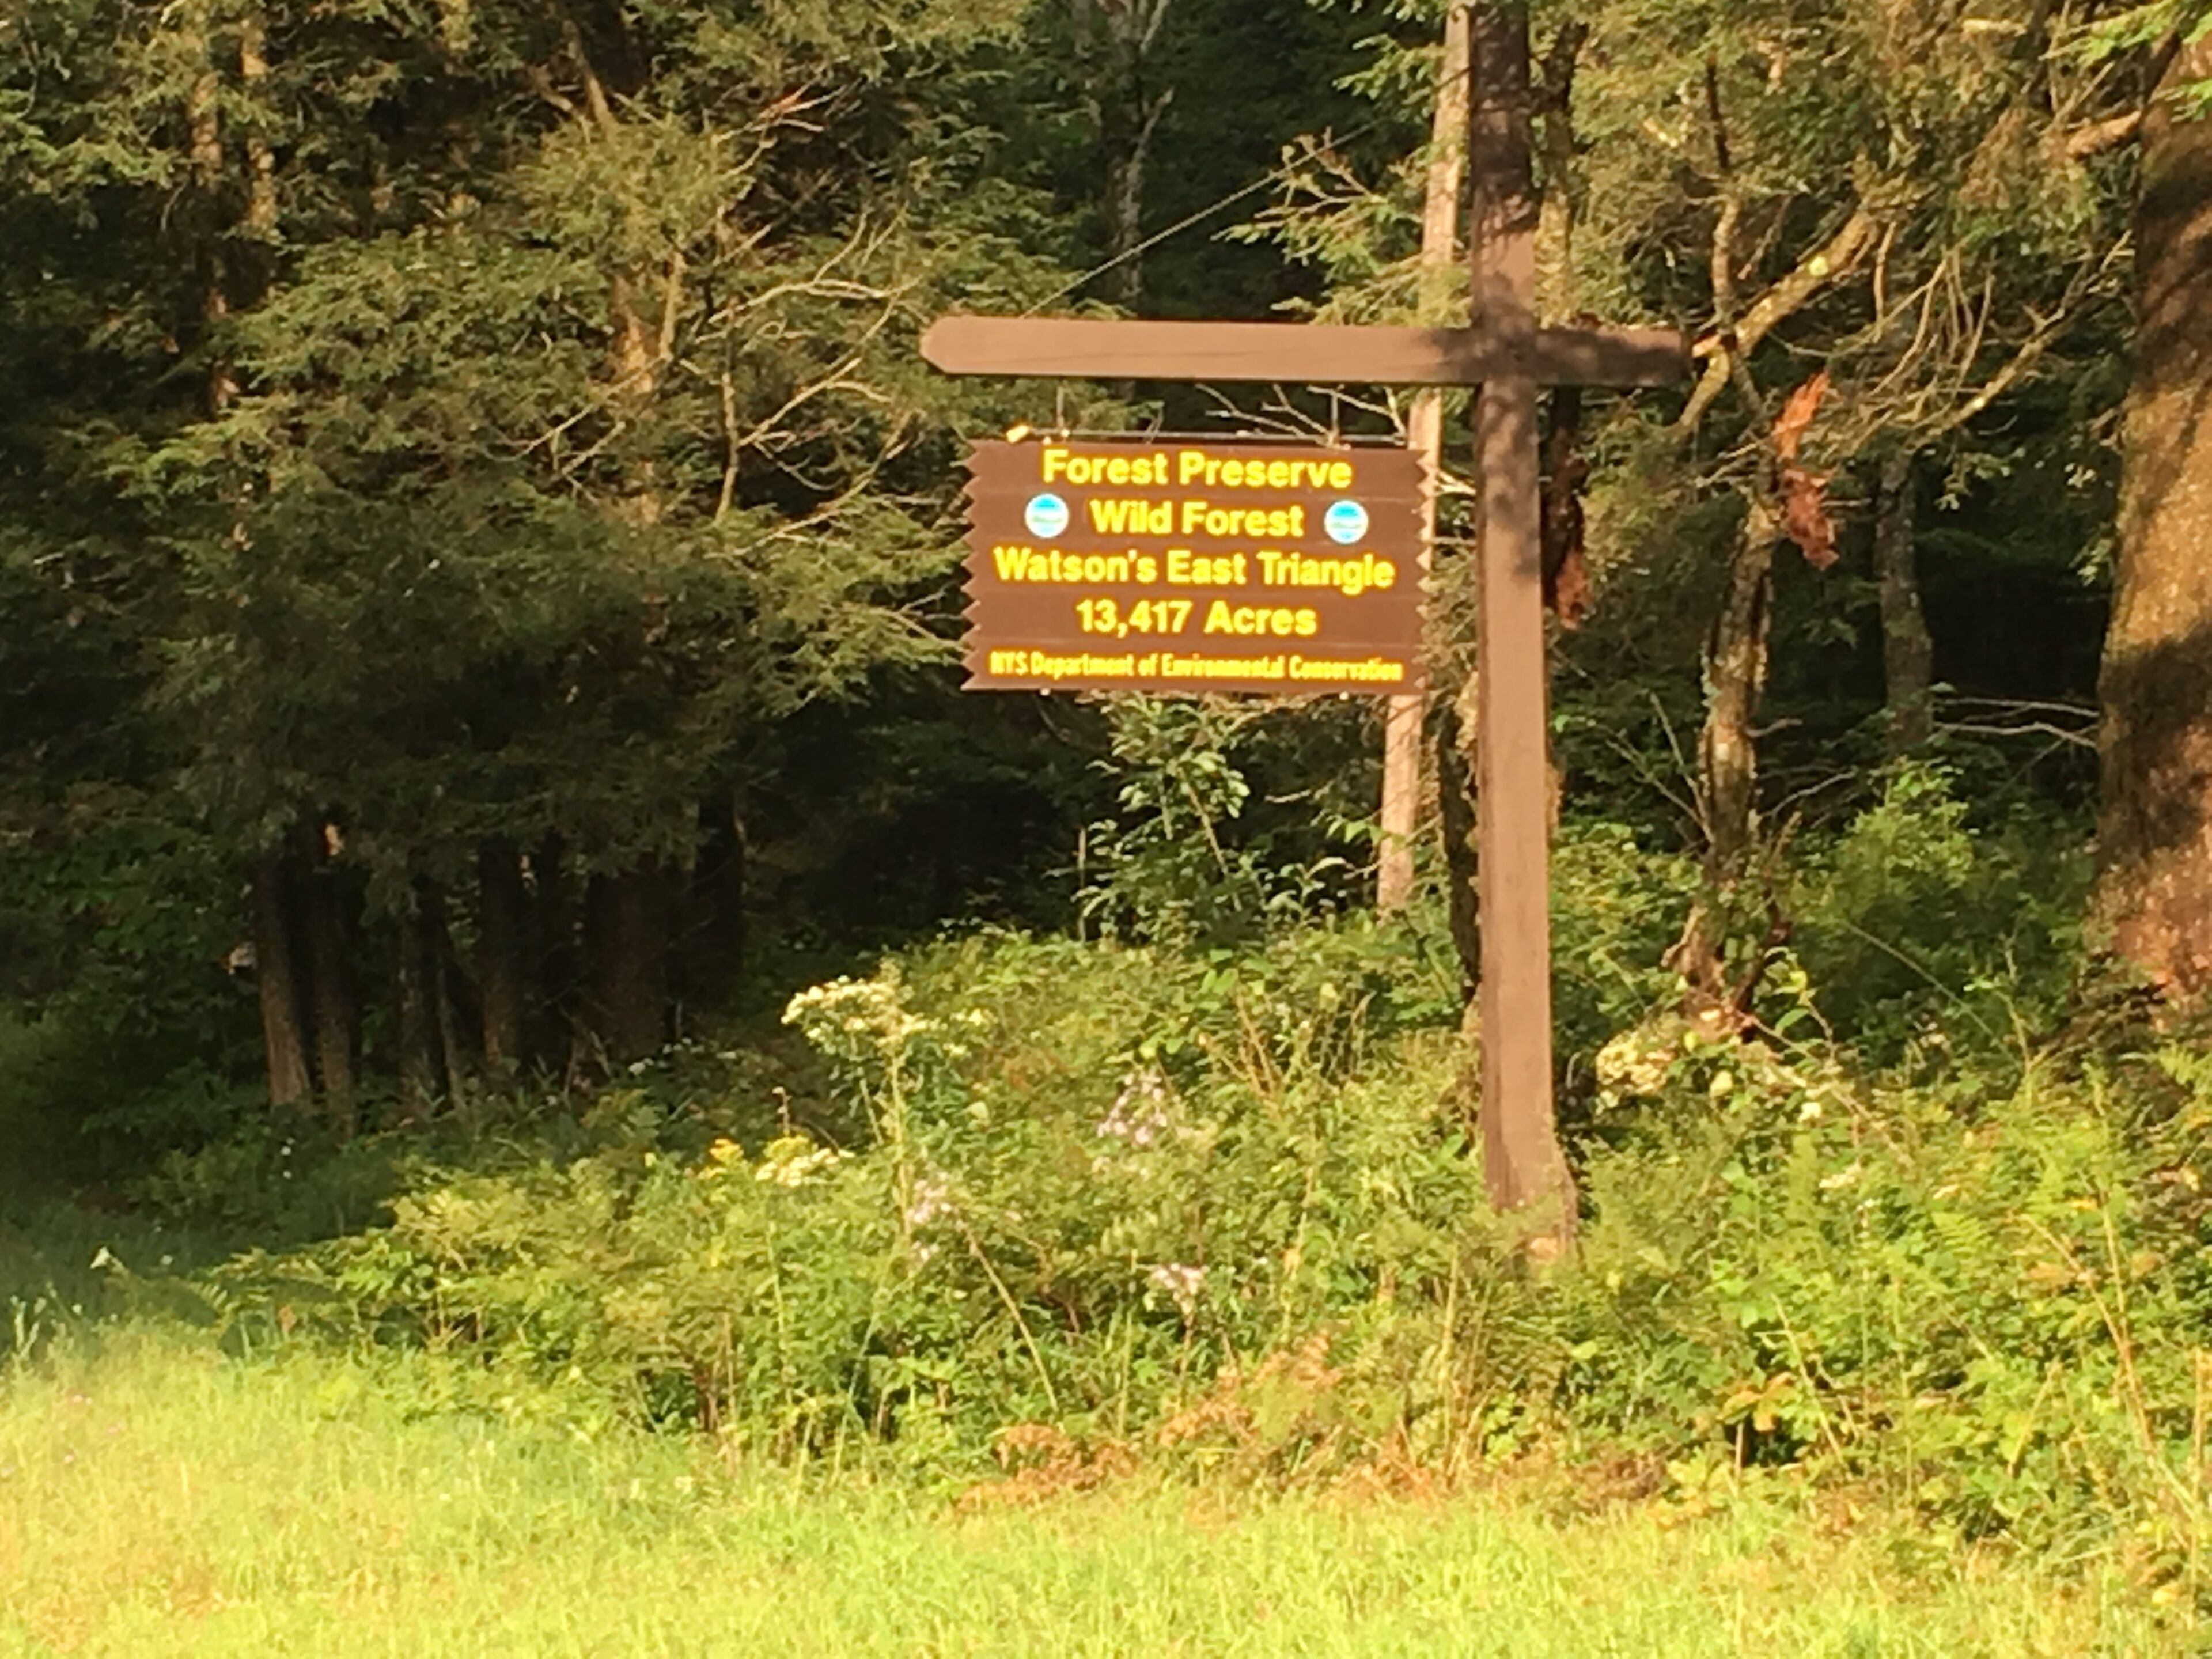 Forest Preserve
Wild Forest
Watson's East Triangle
13,417 Acres
NYS Department of Environmental Conservation